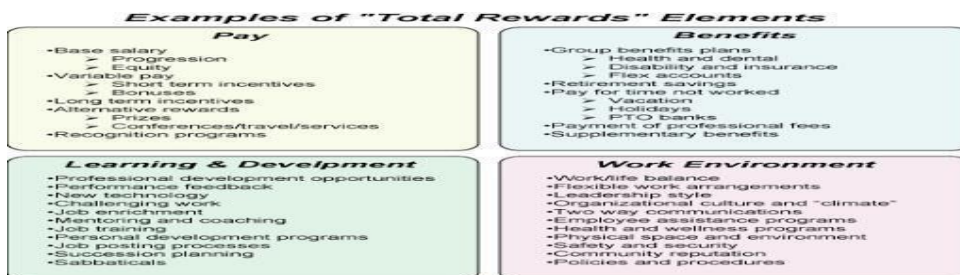 Examples of "Total Rewards" Elements
Pay
•Base salary
➤ Progression
➤ Equity
•Variable pay
➤ Short term incentives
➤ Bonuses
•Long term incentives
•Alternative rewards
➤ Prizes
➤ Conferences/travel/services
•Recognition programs
Benefits
•Group benefits plans
➤ Health and dental
➤ Disability and insurance
➤ Flex accounts
•Retirement savings
•Pay for time not worked
➤ Vacation
➤ Holidays
➤ PTO banks
•Payment of professional fees
•Supplementary benefits
Learning & Develpment
•Professional development opportunities
•Performance feedback
•New technology
•Challenging work
•Job enrichment
•Mentoring and coaching
•Job training
•Personal development programs
•Job posting processes
•Succession planning
•Sabbaticals
Work Environment
•Work/life balance
•Flexible work arrangements
•Leadership style
•Organizational culture and "climate"
•Two way communications
•Employee assistance programs
•Health and wellness programs
•Physical space and environment
•Safety and security
•Community reputation
•Policies and procedures